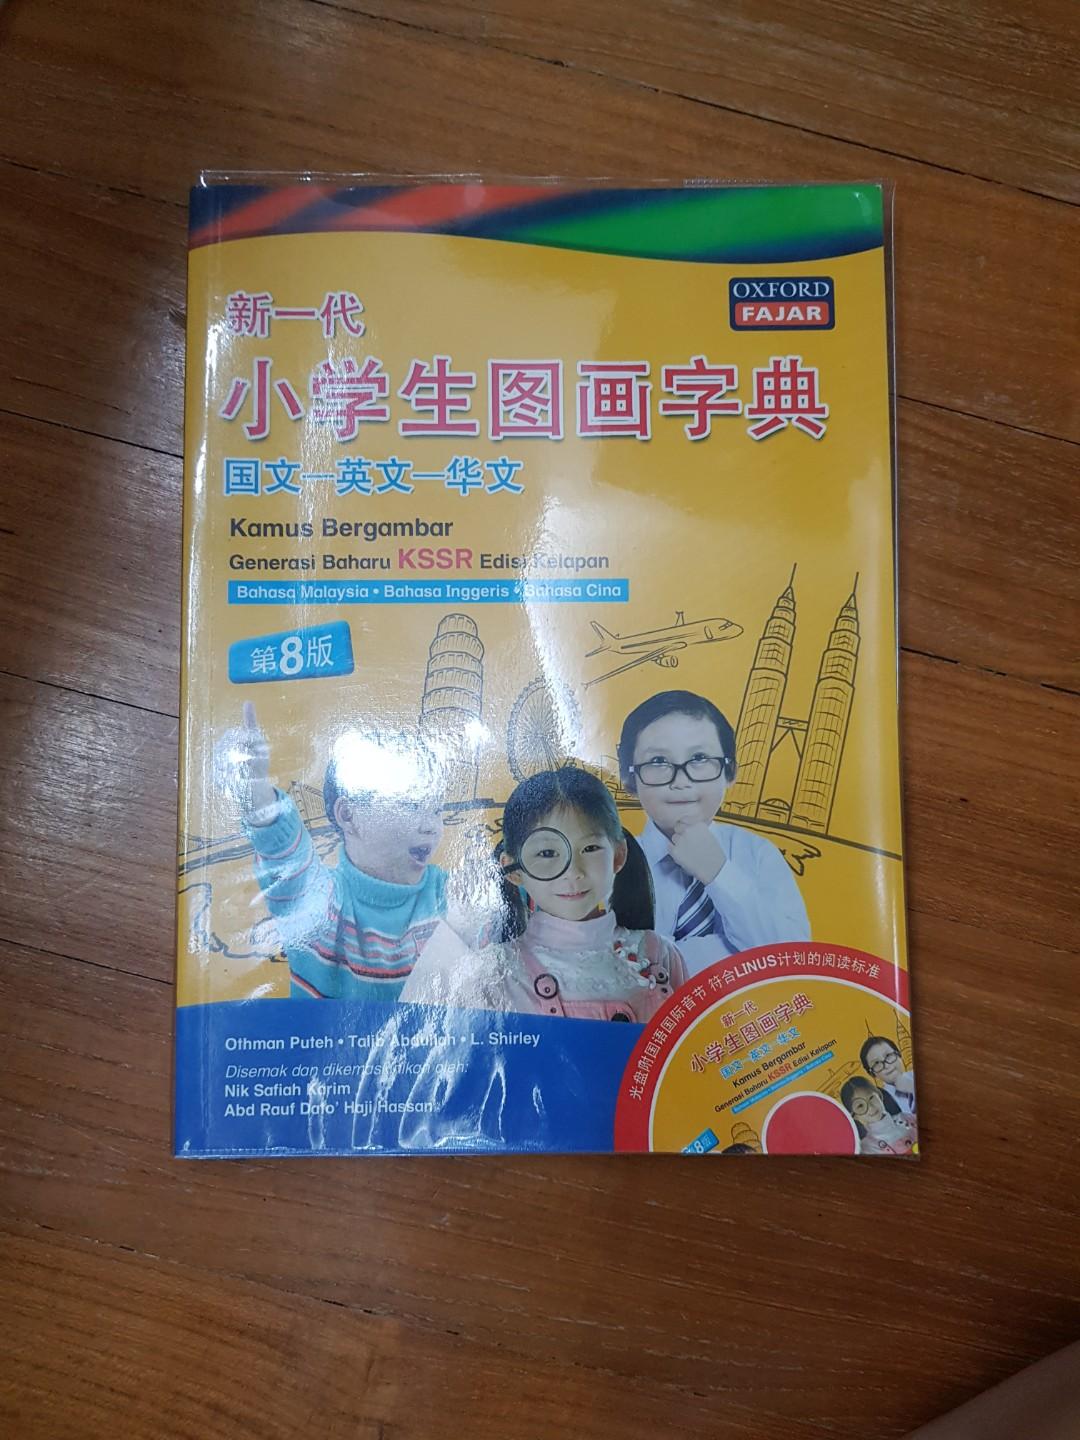 OXFORD
FAJAR
新一代
小学生图画字典
国文—英文—华文
Kamus Bergambar
Generasi Baharu KSSR Edisi Kelapan
Bahasa Malaysia • Bahasa Inggeris • Bahasa Cina
第8版
Othman Puteh • Talib Abdullah • L. Shirley
Disemak dan dikemaskinikan oleh:
Nik Safiah Karim
Abd Rauf Dato' Haji Hassan
光盘附国语国际音节 符合LINUS计划的阅读标准
新一代
小学生图画字典
国文—英文—华文
Kamus Bergambar
Generasi Baharu KSSR Edisi Kelapan
8版